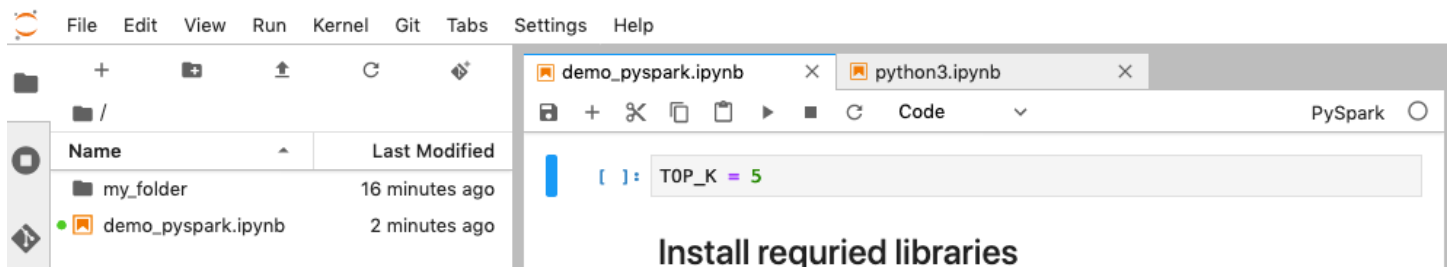 File Edit View Run Kernel Git Tabs Settings Help
demo_pyspark.ipynb
python3.ipynb
/
Code
PySpark
Name
Last Modified
my_folder
16 minutes ago
demo_pyspark.ipynb
2 minutes ago
[ ]: TOP_K = 5
Install requried libraries